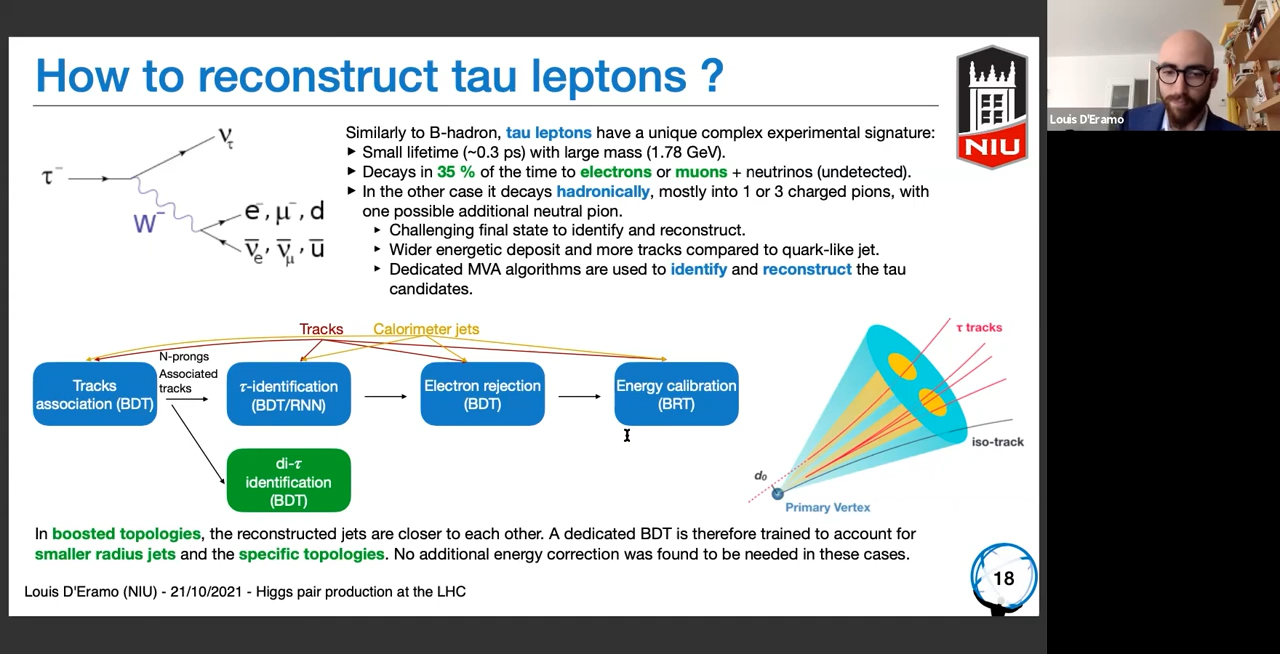 How to reconstruct tau leptons ?
NIU
Louis D'Eramo
ν_τ
τ⁻
W⁻
e⁻, μ⁻, d
ν̅_e, ν̅_μ, u̅
Similarly to B-hadron, tau leptons have a unique complex experimental signature:
▸ Small lifetime (~0.3 ps) with large mass (1.78 GeV).
▸ Decays in 35 % of the time to electrons or muons + neutrinos (undetected).
▸ In the other case it decays hadronically, mostly into 1 or 3 charged pions, with
one possible additional neutral pion.
▸ Challenging final state to identify and reconstruct.
▸ Wider energetic deposit and more tracks compared to quark-like jet.
▸ Dedicated MVA algorithms are used to identify and reconstruct the tau
candidates.
Tracks
Calorimeter jets
Tracks
association (BDT)
N-prongs
Associated
tracks
τ-identification
(BDT/RNN)
Electron rejection
(BDT)
Energy calibration
(BRT)
di-τ
identification
(BDT)
τ tracks
iso-track
d₀
Primary Vertex
In boosted topologies, the reconstructed jets are closer to each other. A dedicated BDT is therefore trained to account for
smaller radius jets and the specific topologies. No additional energy correction was found to be needed in these cases.
Louis D'Eramo (NIU) - 21/10/2021 - Higgs pair production at the LHC
18